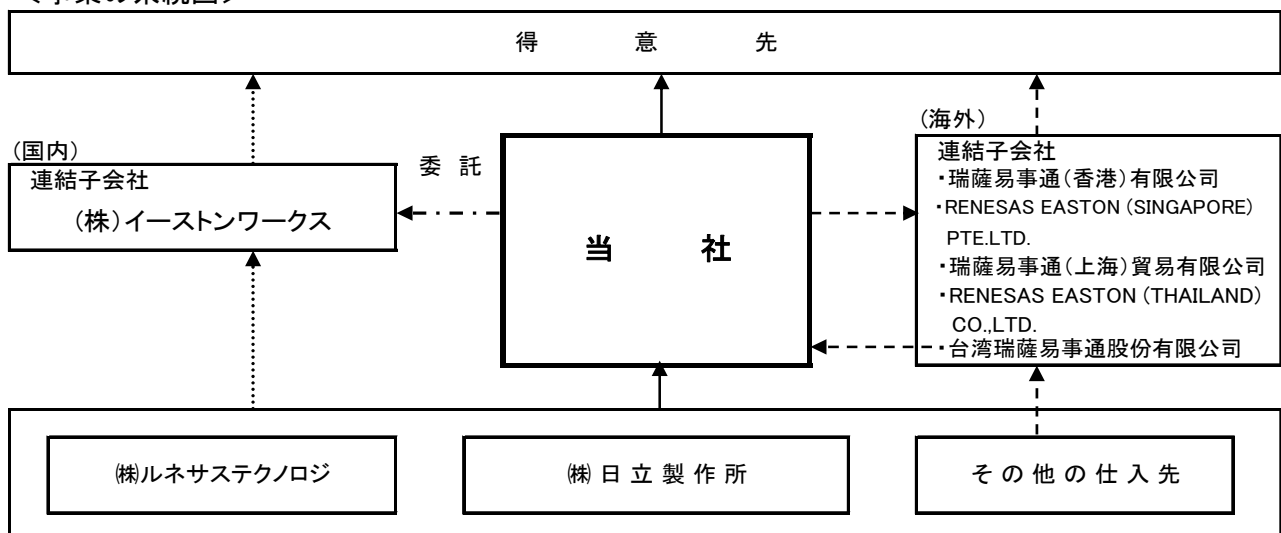 得意先
(国内)
連結子会社
(株)イーストンワークス
委託
当社
(海外)
連結子会社
・瑞薩易事通(香港)有限公司
・RENESAS EASTON (SINGAPORE)
PTE.LTD.
・瑞薩易事通(上海)貿易有限公司
・RENESAS EASTON (THAILAND)
CO.,LTD.
・台湾瑞薩易事通股份有限公司
㈱ルネサステクノロジ
㈱日立製作所
その他の仕入先